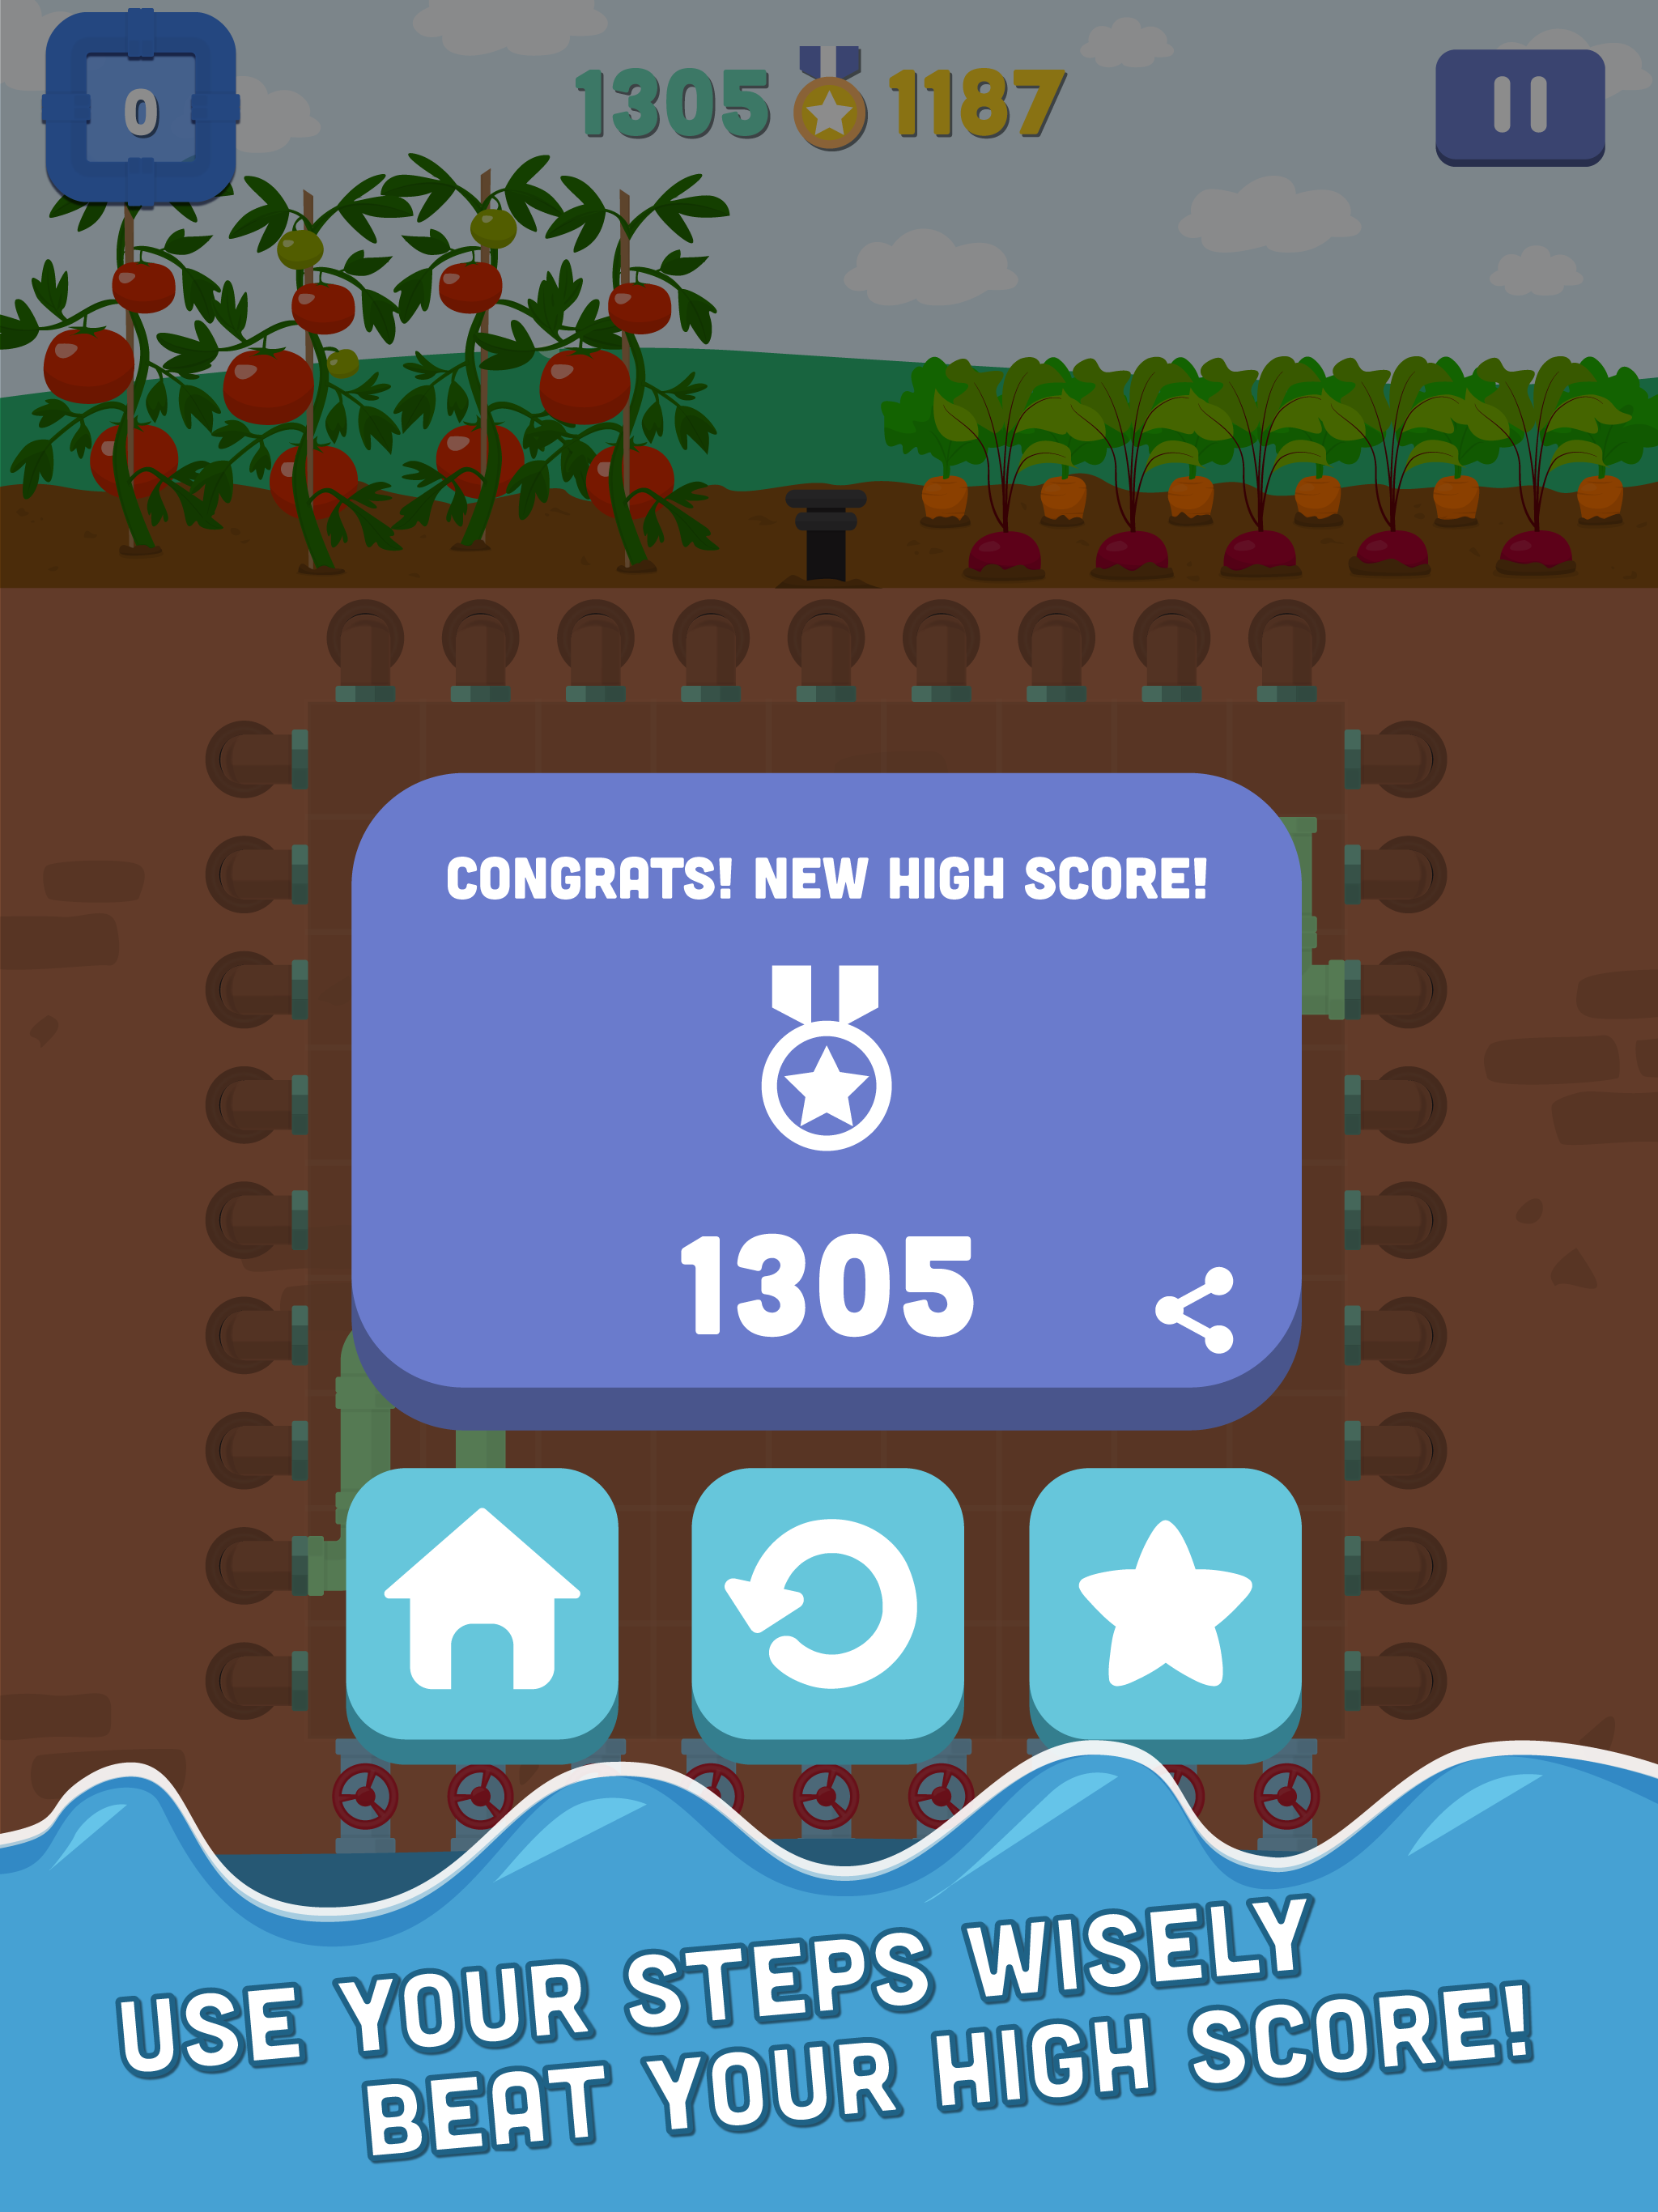 0
1305 1187
CONGRATS! NEW HIGH SCORE!
1305
USE YOUR STEPS WISELY
BEAT YOUR HIGH SCORE!